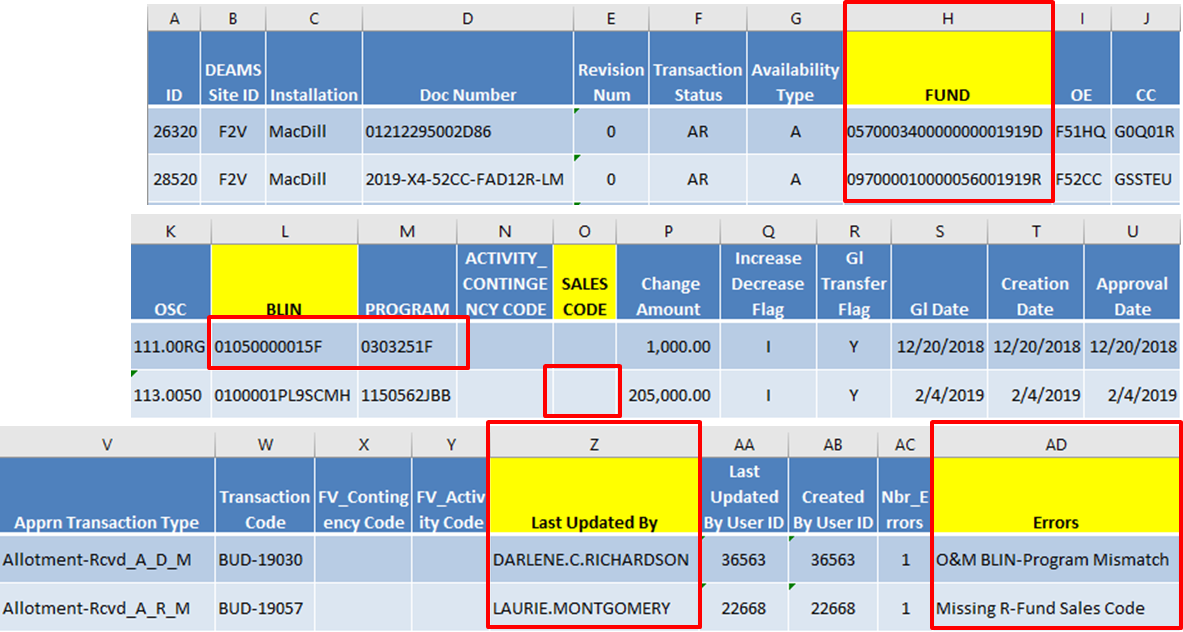 A B C D E F G H I J
ID DEAMS Site ID Installation Doc Number Revision Num Transaction Status Availability Type FUND OE CC
26320 F2V MacDill 01212295002D86 0 AR A 057000340000000001919D F51HQ G0Q01R
28520 F2V MacDill 2019-X4-52CC-FAD12R-LM 0 AR A 097000010000056001919R F52CC GSSTEU
K L M N O P Q R S T U
OSC BLIN PROGRAM ACTIVITY_CONTINGENCY CODE SALES CODE Change Amount Increase Decrease Flag Gl Transfer Flag Gl Date Creation Date Approval Date
111.00RG 01050000015F 0303251F 1,000.00 I Y 12/20/2018 12/20/2018 12/20/2018
113.0050 0100001PL9SCMH 1150562JBB 205,000.00 I Y 2/4/2019 2/4/2019 2/4/2019
V W X Y Z AA AB AC AD
Apprn Transaction Type Transaction Code FV_Contingency Code FV_Activity Code Last Updated By Last Updated By User ID Created By User ID Nbr_Errors Errors
Allotment-Rcvd_A_D_M BUD-19030 DARLENE.C.RICHARDSON 36563 36563 1 O&M BLIN-Program Mismatch
Allotment-Rcvd_A_R_M BUD-19057 LAURIE.MONTGOMERY 22668 22668 1 Missing R-Fund Sales Code